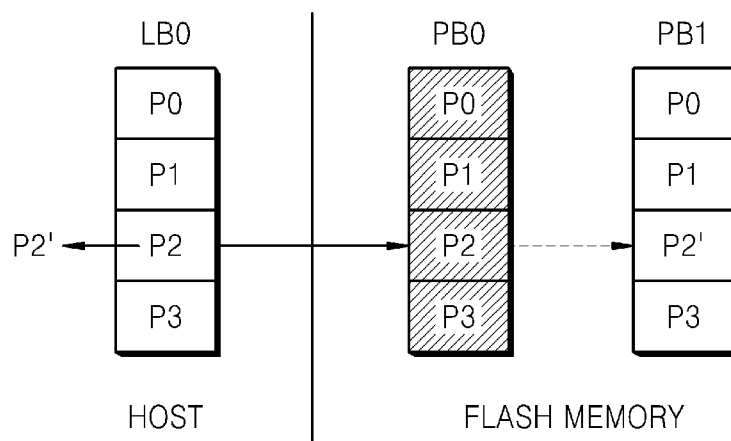 LB0 PB0 PB1
P0 P0 P0
P1 P1 P1
P2' P2 P2 P2'
P3 P3 P3
HOST FLASH MEMORY